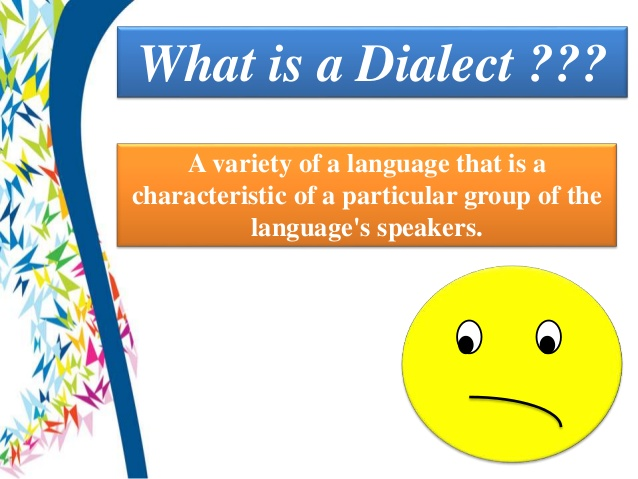 What is a Dialect ???
A variety of a language that is a
characteristic of a particular group of the
language's speakers.